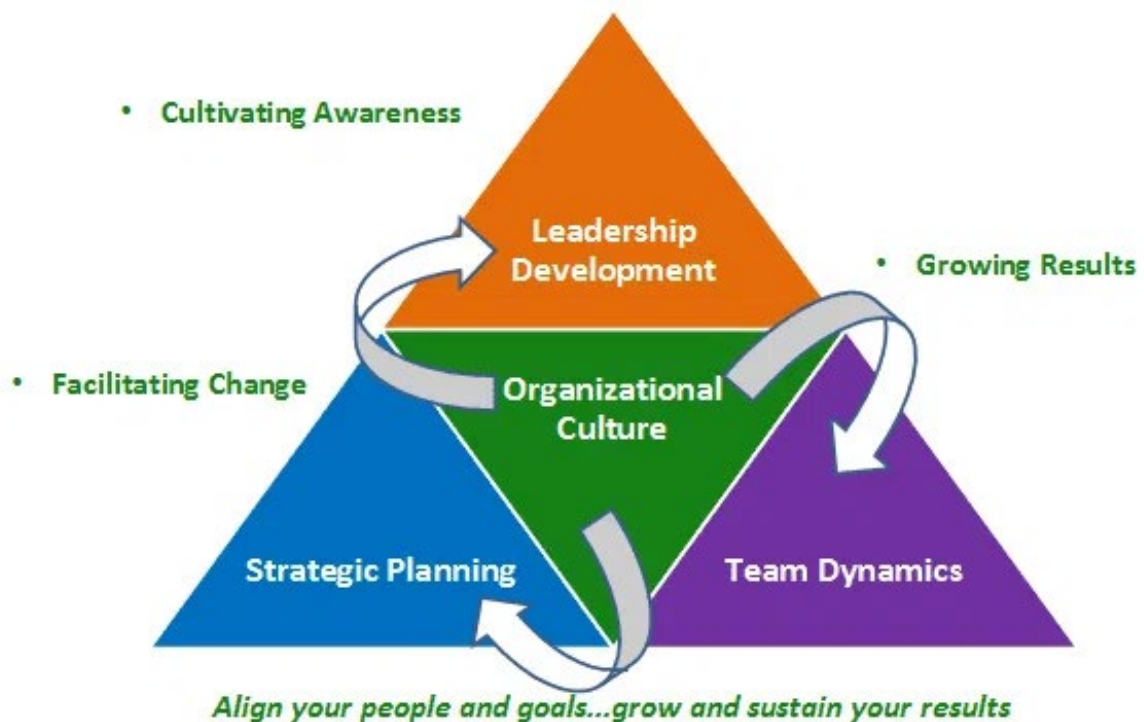 • Cultivating Awareness
Leadership
Development
• Growing Results
• Facilitating Change
Organizational
Culture
Strategic Planning
Team Dynamics
Align your people and goals...grow and sustain your results